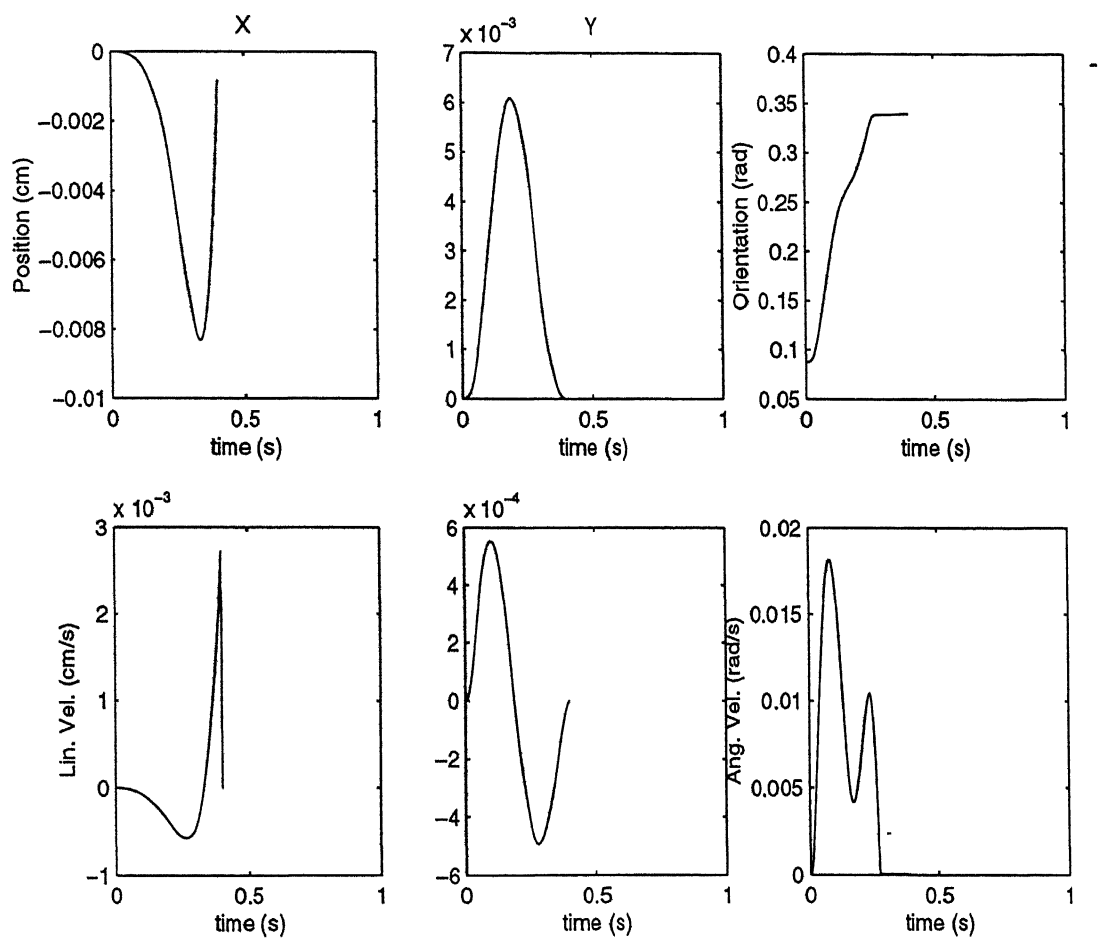 X
Position (cm)
0
−0.002
−0.004
−0.006
−0.008
−0.01
0 0.5 1
time (s)
Y
x 10⁻³
7
6
5
4
3
2
1
0
0 0.5 1
time (s)
Orientation (rad)
0.4
0.35
0.3
0.25
0.2
0.15
0.1
0.05
0 0.5 1
time (s)
x 10⁻³
Lin. Vel. (cm/s)
3
2
1
0
−1
0 0.5 1
time (s)
x 10⁻⁴
6
4
2
0
−2
−4
−6
0 0.5 1
time (s)
Ang. Vel. (rad/s)
0.02
0.015
0.01
0.005
0
0 0.5 1
time (s)